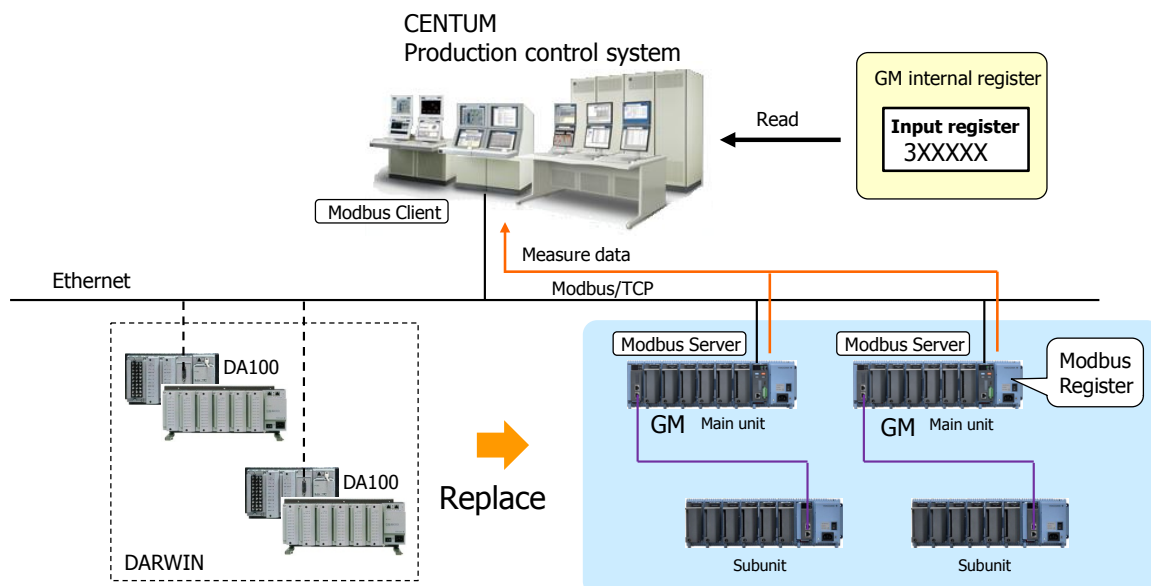 CENTUM
Production control system
GM internal register
Input register
3XXXXX
Read
Modbus Client
Measure data
Ethernet
Modbus/TCP
Modbus Server
Modbus Server
Modbus
Register
DA100
GM Main unit
GM Main unit
DA100
Replace
DARWIN
Subunit
Subunit